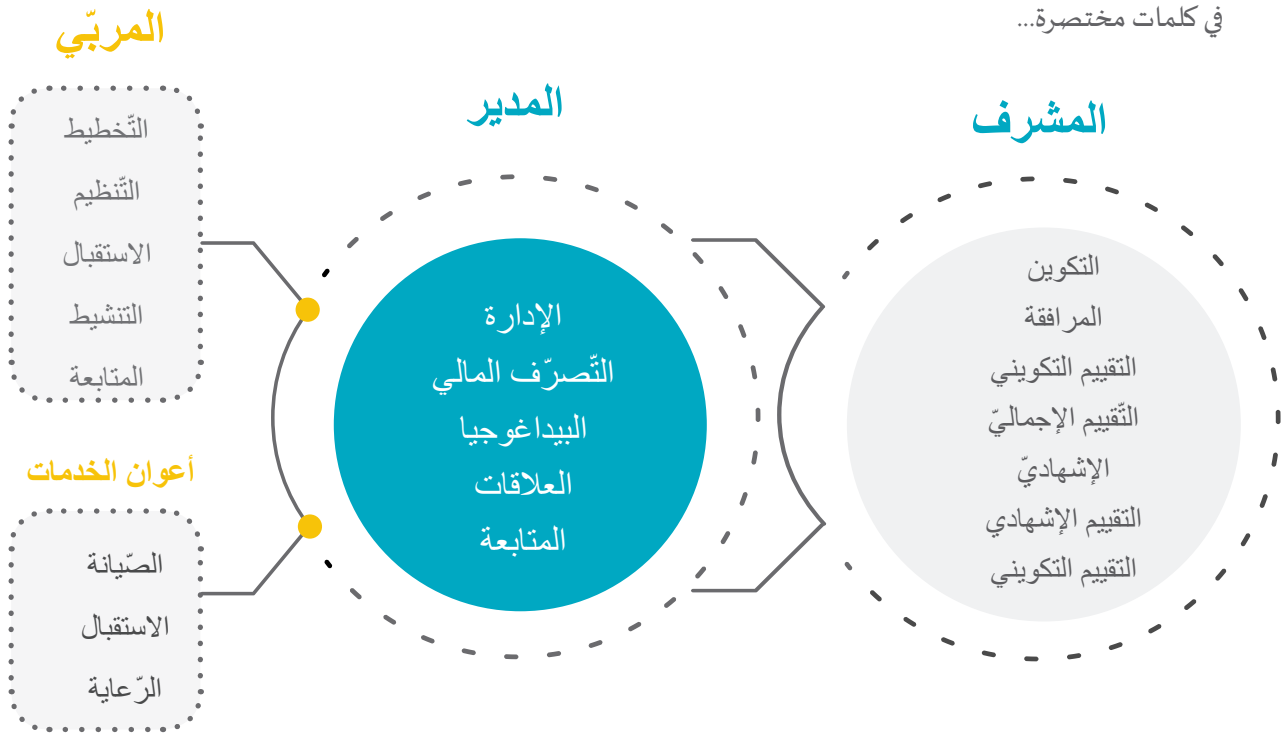 في كلمات مختصرة...
المشرف
التكوين
المرافقة
التقييم التكويني
التّقييم الإجماليّ
الإشهاديّ
التقييم الإشهادي
التقييم التكويني
المدير
الإدارة
التّصرّف المالي
البيداغوجيا
العلاقات
المتابعة
المربّي
التّخطيط
التّنظيم
الاستقبال
التنشيط
المتابعة
أعوان الخدمات
الصّيانة
الاستقبال
الرّعاية